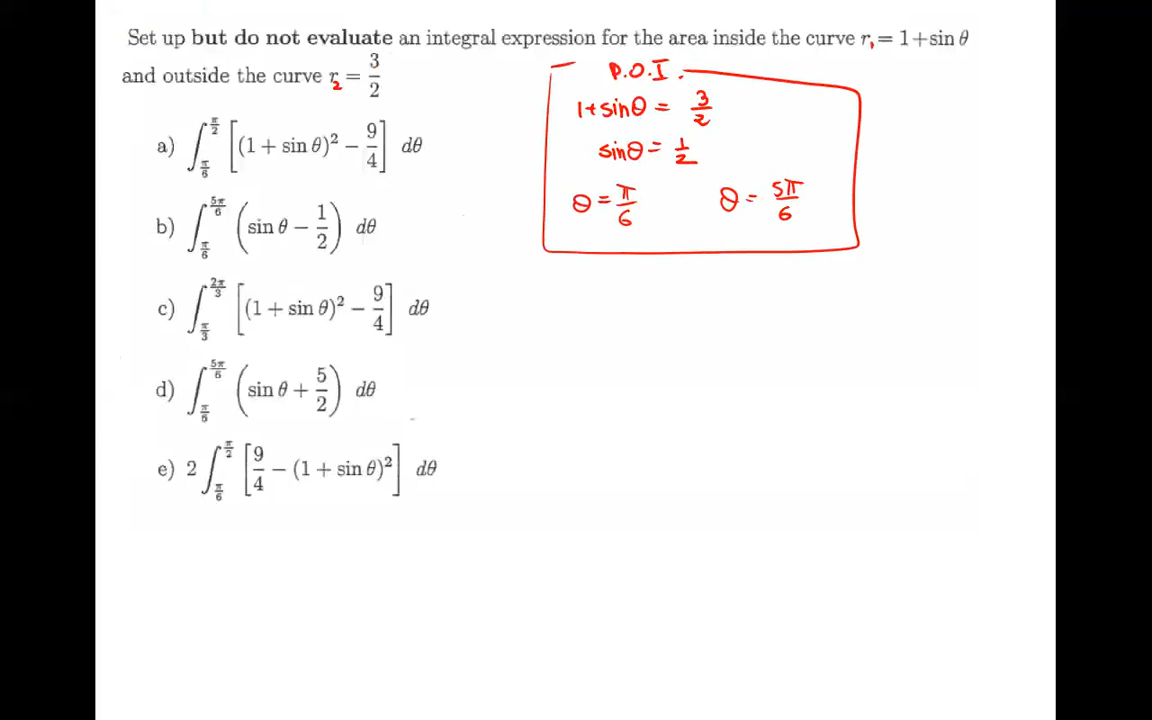 Set up but do not evaluate an integral expression for the area inside the curve r₁ = 1+sin θ
and outside the curve r₂ = 3/2
P.O.I.
1+sinθ = 3/2
sinθ = 1/2
θ = π/6 θ = 5π/6
a) ∫_{π/6}^{π/2} [(1 + sin θ)² − 9/4] dθ
b) ∫_{π/6}^{5π/6} (sin θ − 1/2) dθ
c) ∫_{π/3}^{2π/3} [(1 + sin θ)² − 9/4] dθ
d) ∫_{π/6}^{5π/6} (sin θ + 5/2) dθ
e) 2 ∫_{π/6}^{π/2} [9/4 − (1 + sin θ)²] dθ